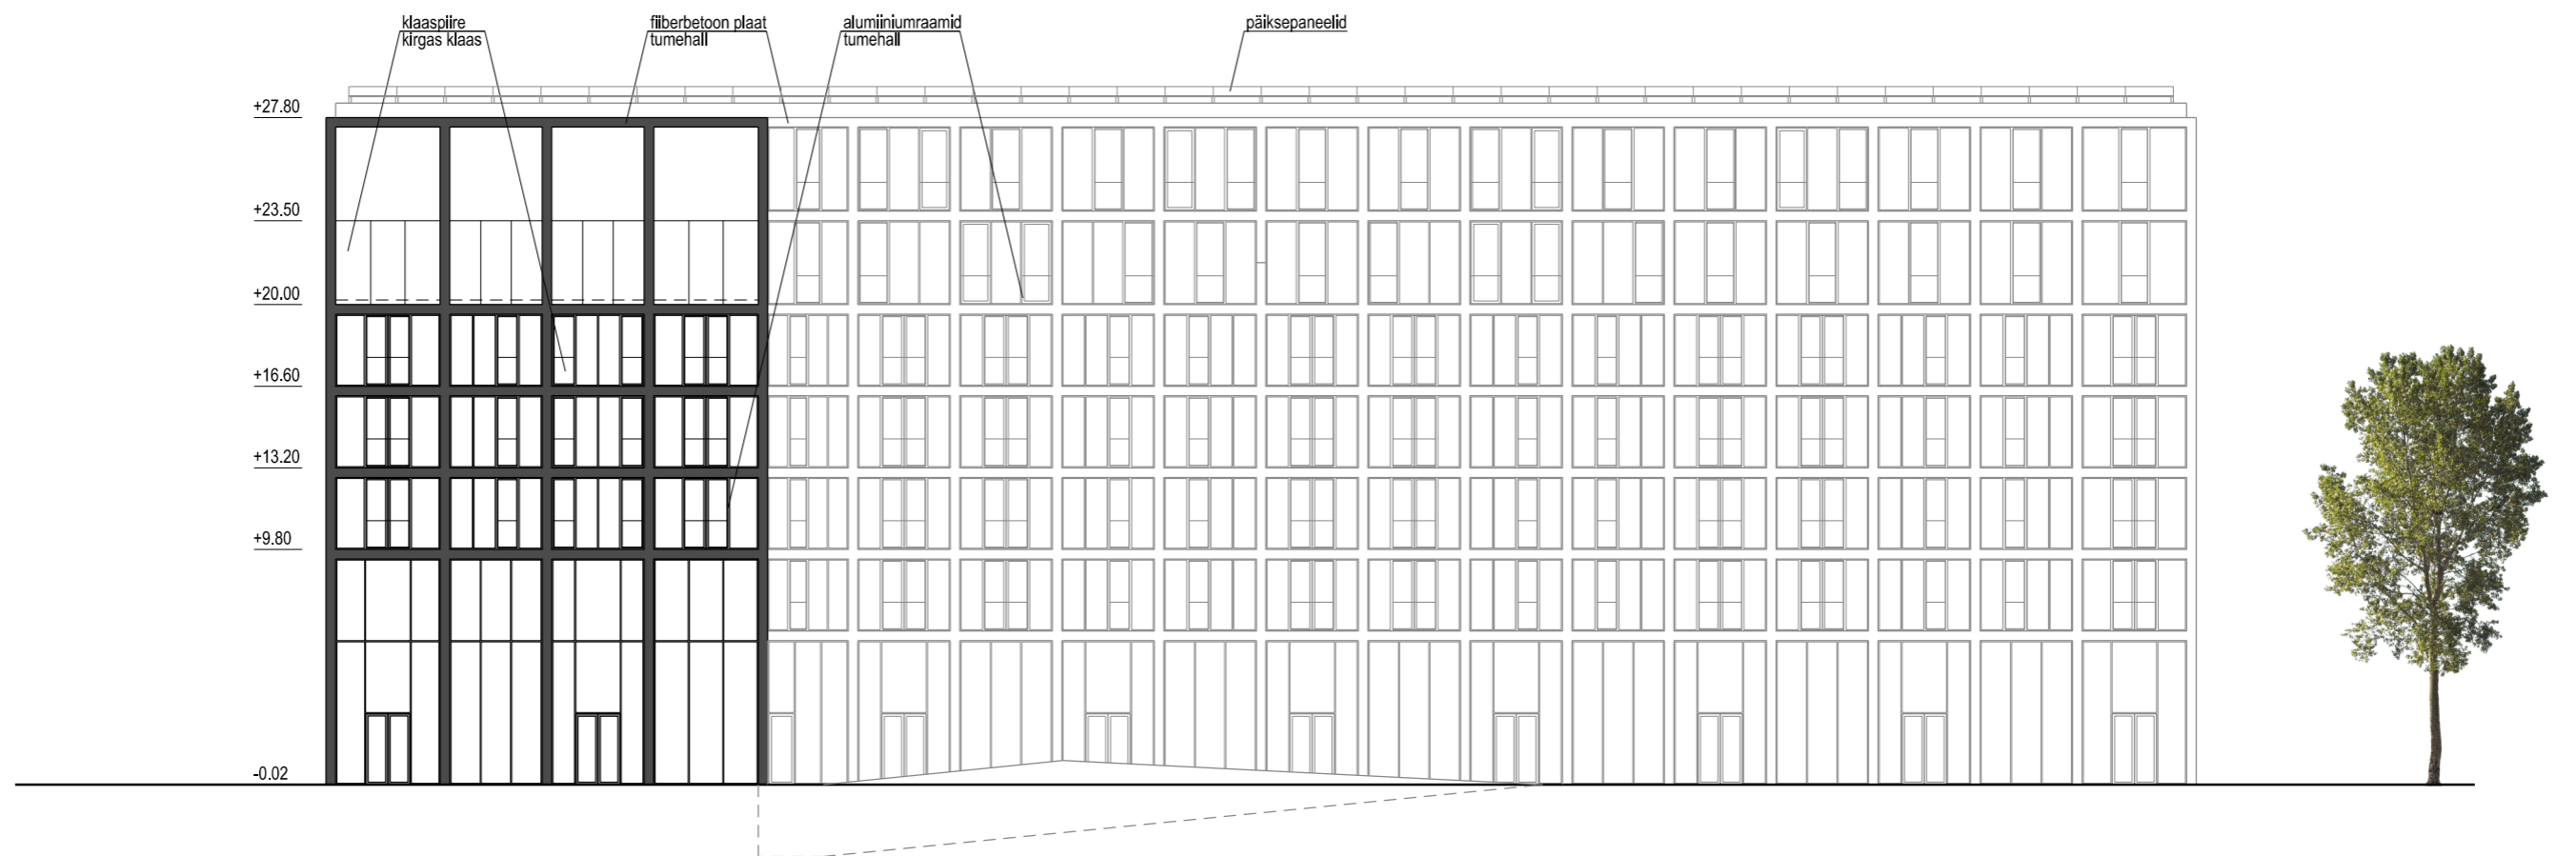 klaaspiire
kirgas klaas
fiiberbetoon plaat
tumehall
alumiiniumraamid
tumehall
päiksepaneelid
+27.80
+23.50
+20.00
+16.60
+13.20
+9.80
-0.02